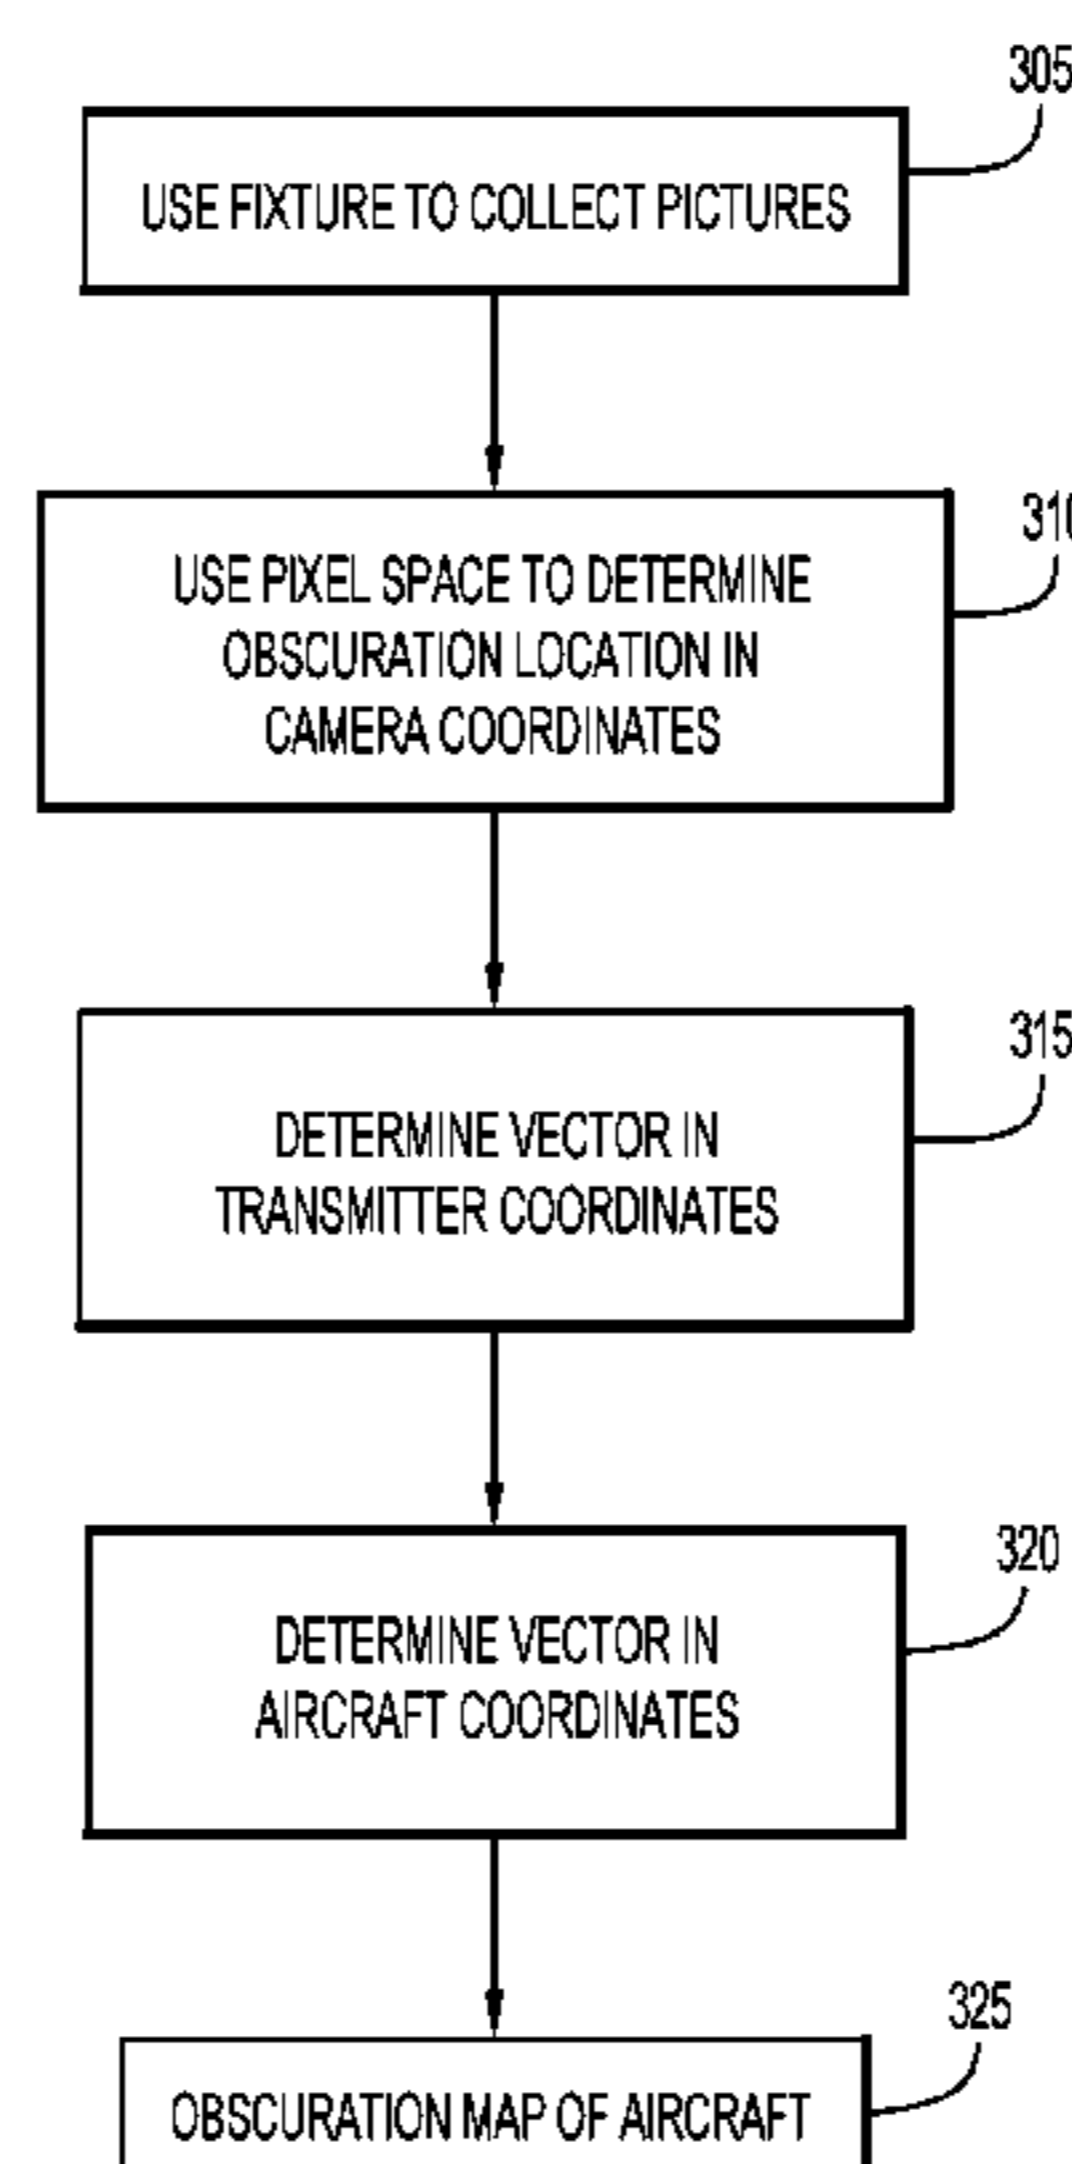 305
USE FIXTURE TO COLLECT PICTURES
310
USE PIXEL SPACE TO DETERMINE
OBSCURATION LOCATION IN
CAMERA COORDINATES
315
DETERMINE VECTOR IN
TRANSMITTER COORDINATES
320
DETERMINE VECTOR IN
AIRCRAFT COORDINATES
325
OBSCURATION MAP OF AIRCRAFT